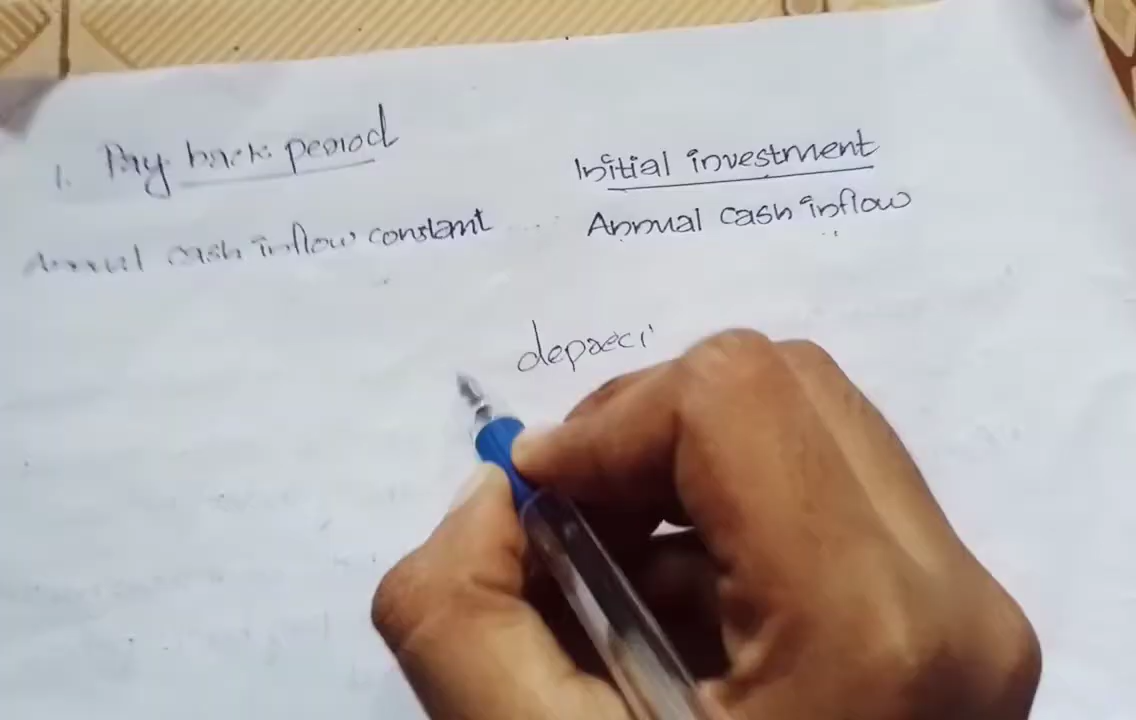 1. Pay back period
Initial investment
Annual cash inflow constant
Annual cash inflow
depreci